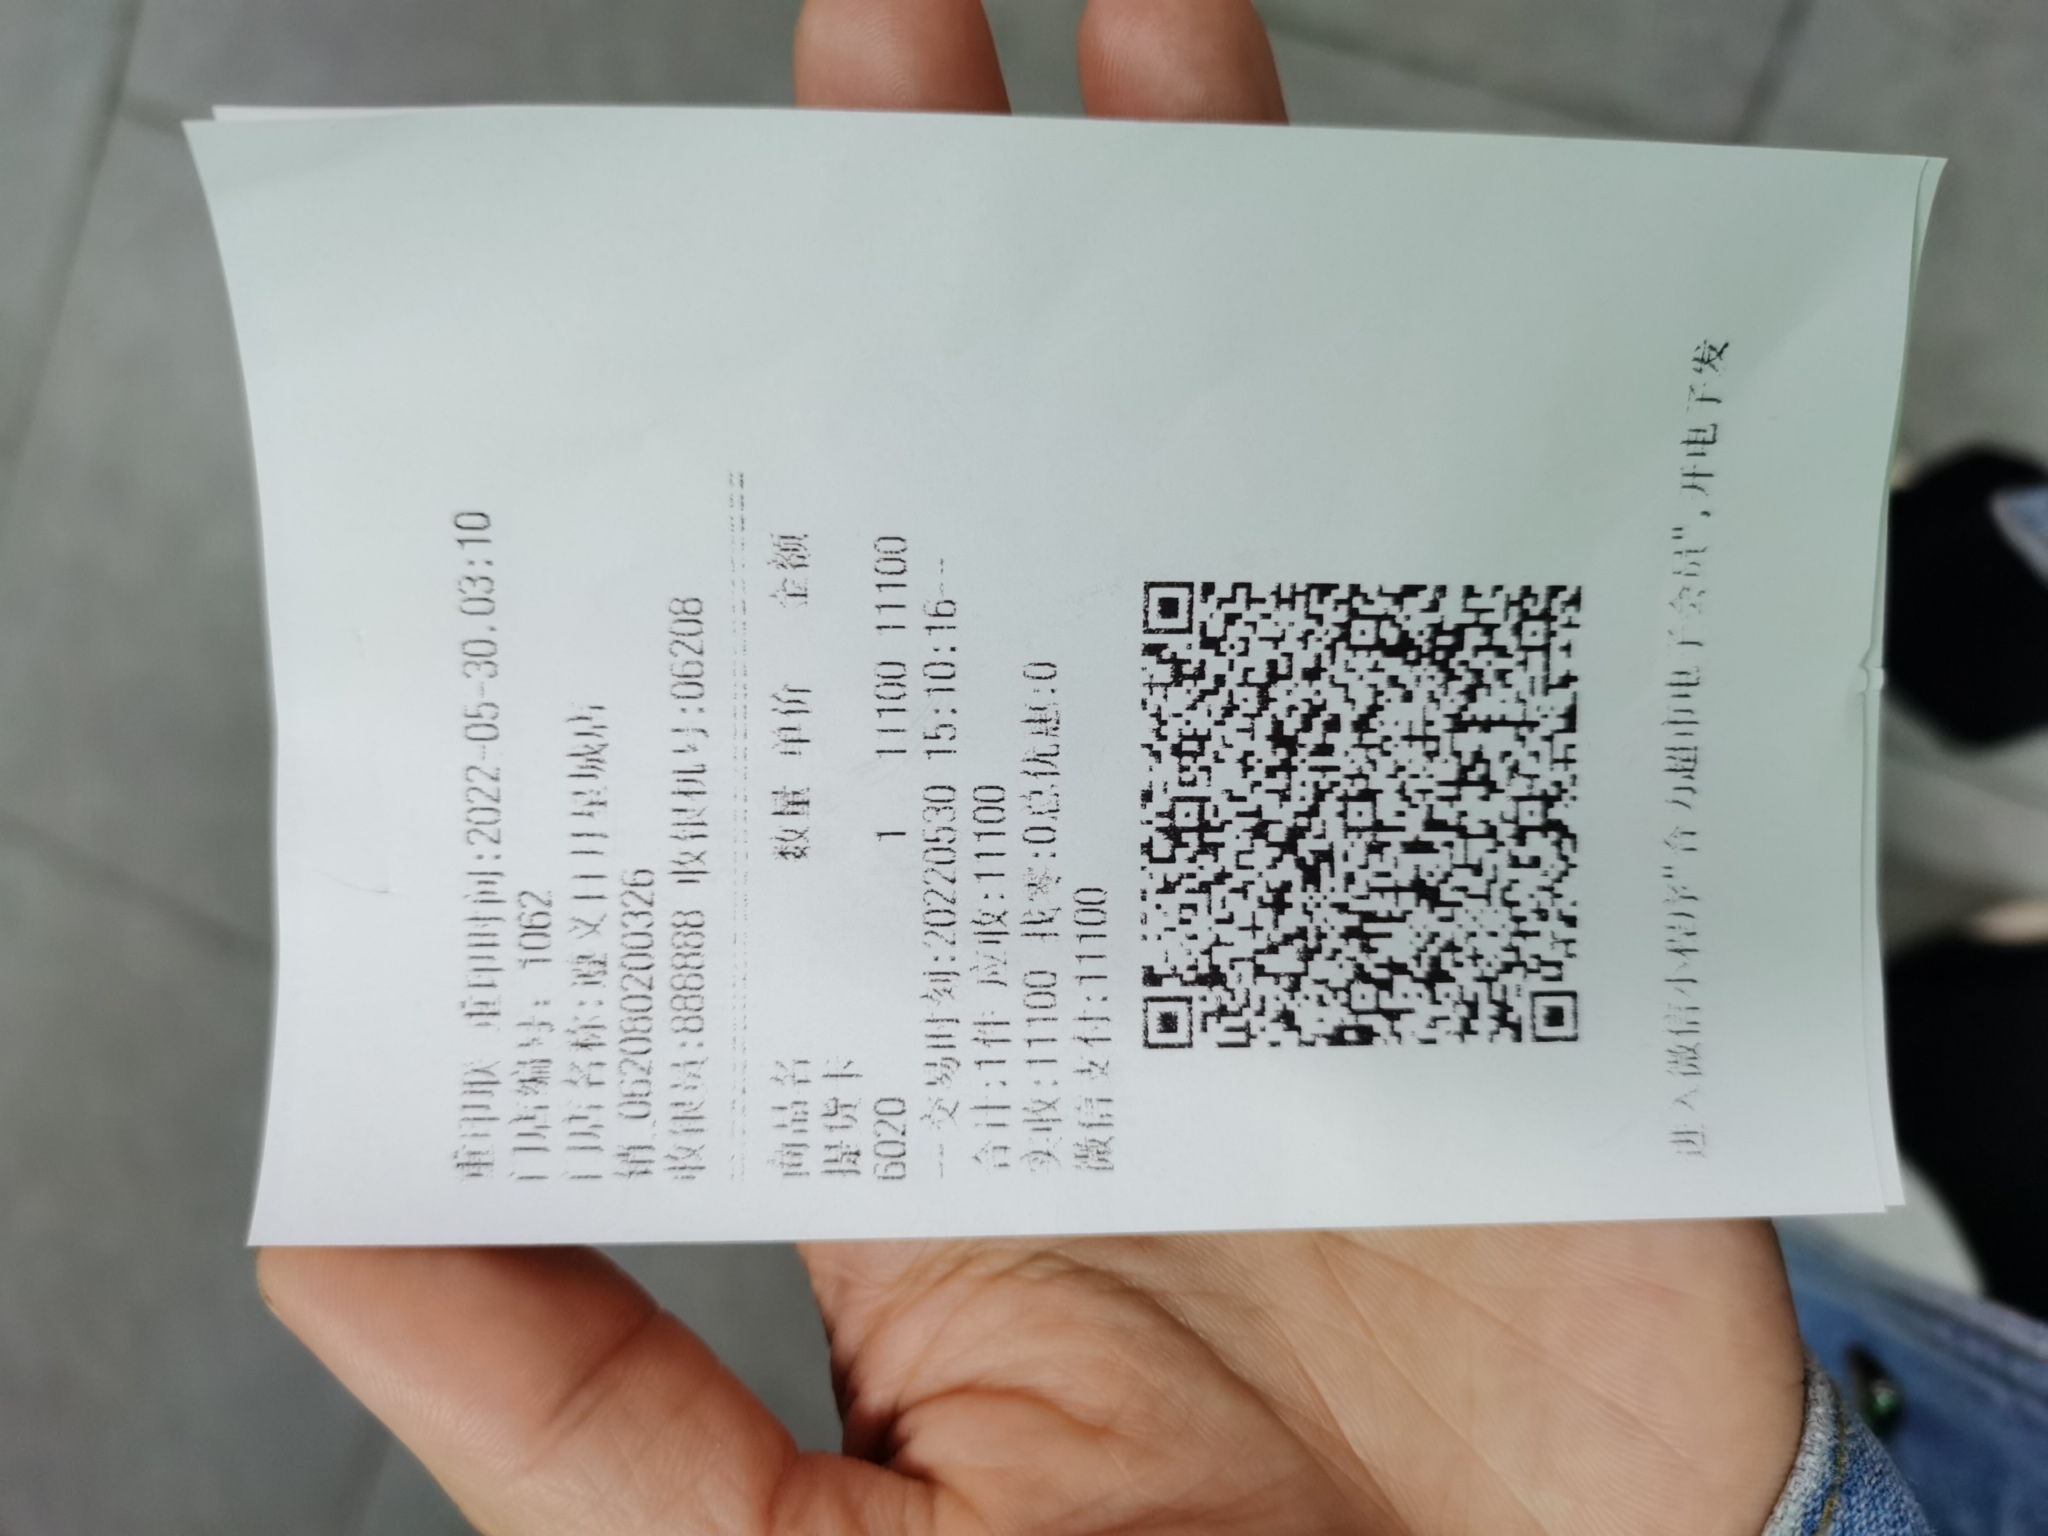 重印联 重印时间:2022-05-30.03:10
门店编号: 1062
门店名称:遵义日日星城店
销_06208020032​6
收银员:888888 收银机号:06208
商品名 数量 单价 金额
提货卡
6020 1 11100 11100
-- 交易时刻:20220530 15:10:16--
合计:1件 应收:11100
实收:11100 找零:0总优惠:0
微信支付:11100
进入微信小程序"合力超市电子会员",开电子发